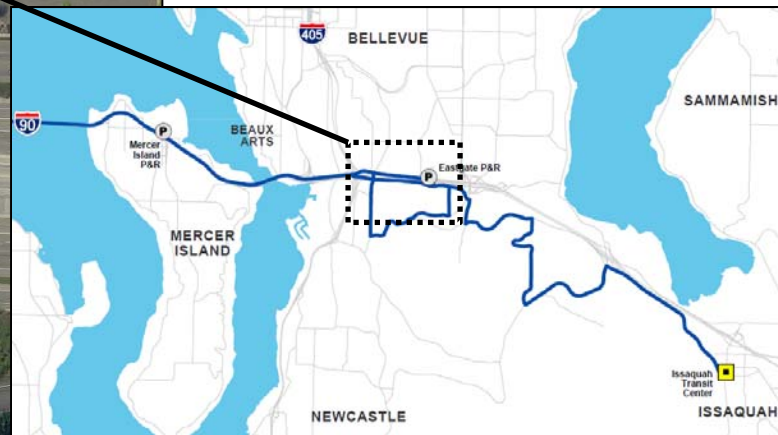 405
BELLEVUE
SAMMAMISH
90
BEAUX
ARTS
Mercer
Island
P&R
P
P
Eastgate P&R
MERCER
ISLAND
Issaquah
Transit
Center
NEWCASTLE
ISSAQUAH